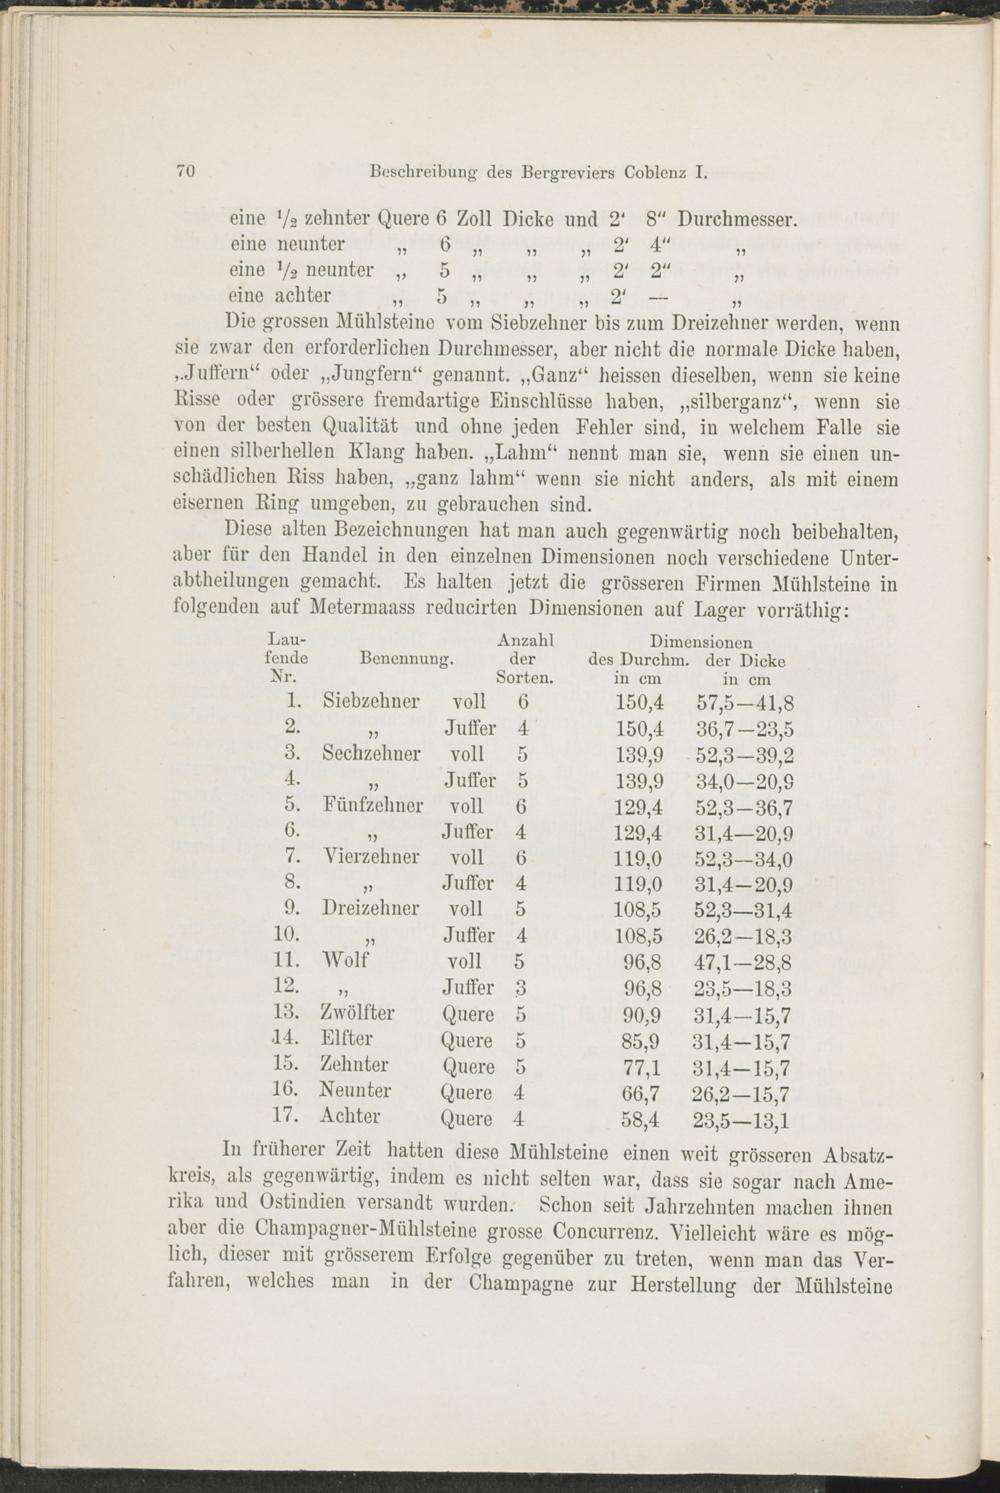 70 Beschreibung des Bergreviers Coblenz I.
eine 1/2 zehnter Quere 6 Zoll Dicke und 2' 8" Durchmesser.
eine neunter „ 6 „ „ „ 2' 4" „
eine 1/2 neunter „ 5 „ „ „ 2' 2" „
eine achter „ 5 „ „ „ 2' — „
Die grossen Mühlsteine vom Siebzehner bis zum Dreizehner werden, wenn
sie zwar den erforderlichen Durchmesser, aber nicht die normale Dicke haben,
„Juffern“ oder „Jungfern“ genannt. „Ganz“ heissen dieselben, wenn sie keine
Risse oder grössere fremdartige Einschlüsse haben, „silberganz“, wenn sie
von der besten Qualität und ohne jeden Fehler sind, in welchem Falle sie
einen silberhellen Klang haben. „Lahm“ nennt man sie, wenn sie einen un-
schädlichen Riss haben, „ganz lahm“ wenn sie nicht anders, als mit einem
eisernen Ring umgeben, zu gebrauchen sind.
Diese alten Bezeichnungen hat man auch gegenwärtig noch beibehalten,
aber für den Handel in den einzelnen Dimensionen noch verschiedene Unter-
abtheilungen gemacht. Es halten jetzt die grösseren Firmen Mühlsteine in
folgenden auf Metermaass reducirten Dimensionen auf Lager vorräthig:
Lau- Anzahl Dimensionen
fende Benennung. der des Durchm. der Dicke
Nr. Sorten. in cm in cm
1. Siebzehner voll 6 150,4 57,5—41,8
2. „ Juffer 4 150,4 36,7—23,5
3. Sechzehner voll 5 139,9 52,3—39,2
4. „ Juffer 5 139,9 34,0—20,9
5. Fünfzehner voll 6 129,4 52,3—36,7
6. „ Juffer 4 129,4 31,4—20,9
7. Vierzehner voll 6 119,0 52,3—34,0
8. „ Juffer 4 119,0 31,4—20,9
9. Dreizehner voll 5 108,5 52,3—31,4
10. „ Juffer 4 108,5 26,2—18,3
11. Wolf voll 5 96,8 47,1—28,8
12. „ Juffer 3 96,8 23,5—18,3
13. Zwölfter Quere 5 90,9 31,4—15,7
14. Elfter Quere 5 85,9 31,4—15,7
15. Zehnter Quere 5 77,1 31,4—15,7
16. Neunter Quere 4 66,7 26,2—15,7
17. Achter Quere 4 58,4 23,5—13,1
In früherer Zeit hatten diese Mühlsteine einen weit grösseren Absatz-
kreis, als gegenwärtig, indem es nicht selten war, dass sie sogar nach Ame-
rika und Ostindien versandt wurden. Schon seit Jahrzehnten machen ihnen
aber die Champagner-Mühlsteine grosse Concurrenz. Vielleicht wäre es mög-
lich, dieser mit grösserem Erfolge gegenüber zu treten, wenn man das Ver-
fahren, welches man in der Champagne zur Herstellung der Mühlsteine